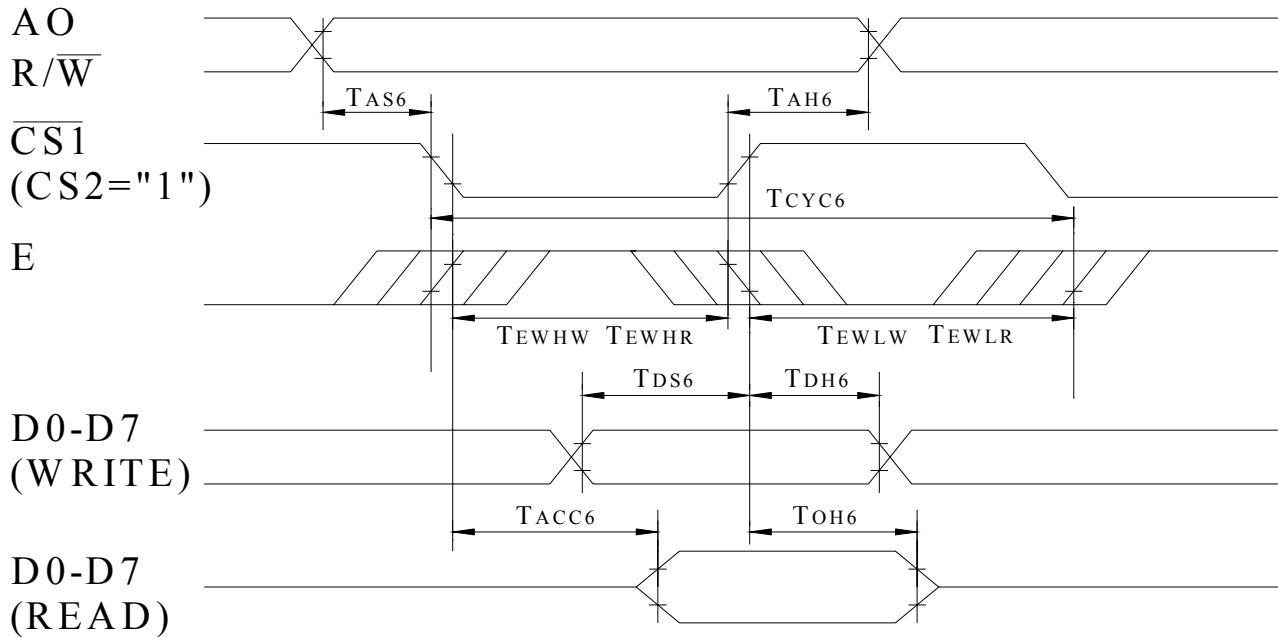 AO
R/W̅
TAS6 TAH6
C̅S̅1̅
(CS2="1")
TCYC6
E
TEWHW TEWHR TEWLW TEWLR
TDS6 TDH6
D0-D7
(WRITE)
TACC6 TOH6
D0-D7
(READ)